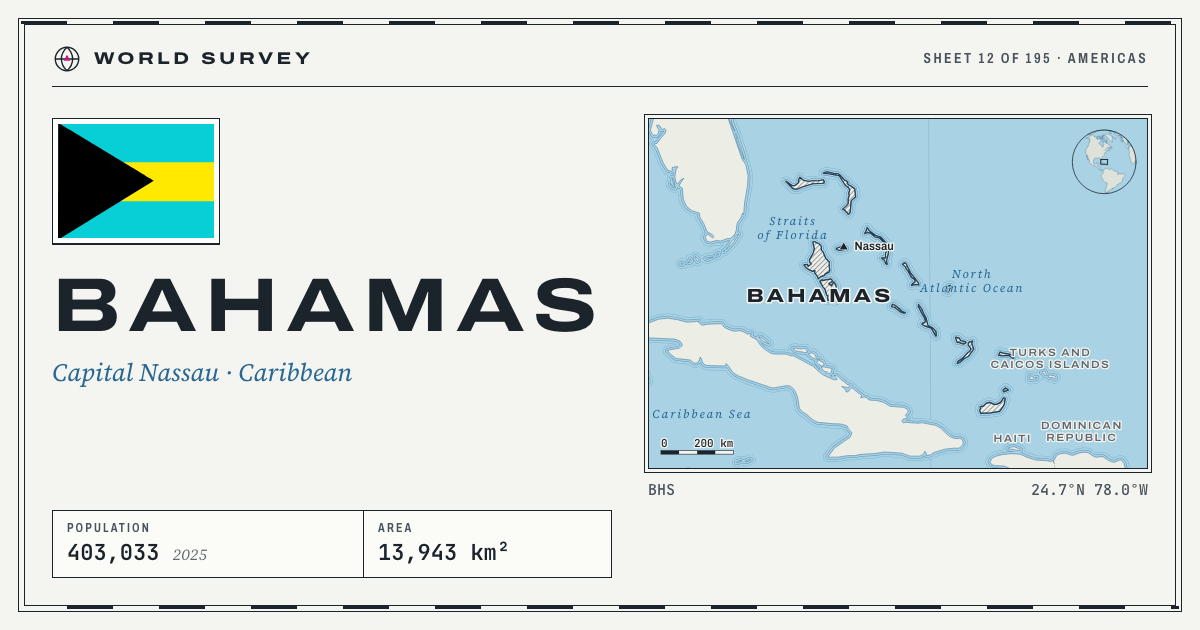 WORLD SURVEY
SHEET 12 OF 195 · AMERICAS
BAHAMAS
Capital Nassau · Caribbean
POPULATION
403,033 2025
AREA
13,943 km²
Straits
of Florida
Nassau
North
Atlantic Ocean
BAHAMAS
TURKS AND
CAICOS ISLANDS
Caribbean Sea
DOMINICAN
REPUBLIC
HAITI
0 200 km
BHS
24.7°N 78.0°W